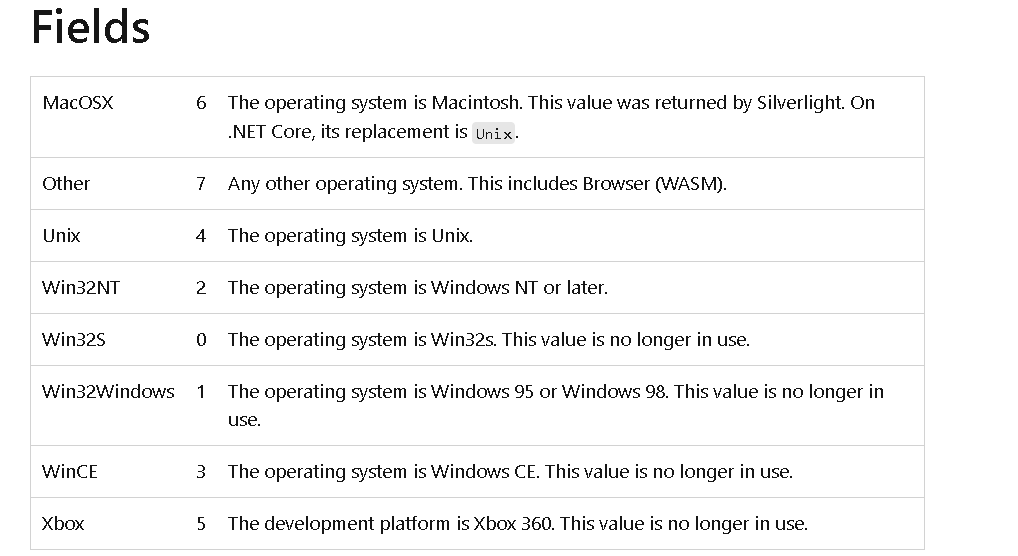 Fields
MacOSX 6 The operating system is Macintosh. This value was returned by Silverlight. On
.NET Core, its replacement is Unix.
Other 7 Any other operating system. This includes Browser (WASM).
Unix 4 The operating system is Unix.
Win32NT 2 The operating system is Windows NT or later.
Win32S 0 The operating system is Win32s. This value is no longer in use.
Win32Windows 1 The operating system is Windows 95 or Windows 98. This value is no longer in
use.
WinCE 3 The operating system is Windows CE. This value is no longer in use.
Xbox 5 The development platform is Xbox 360. This value is no longer in use.